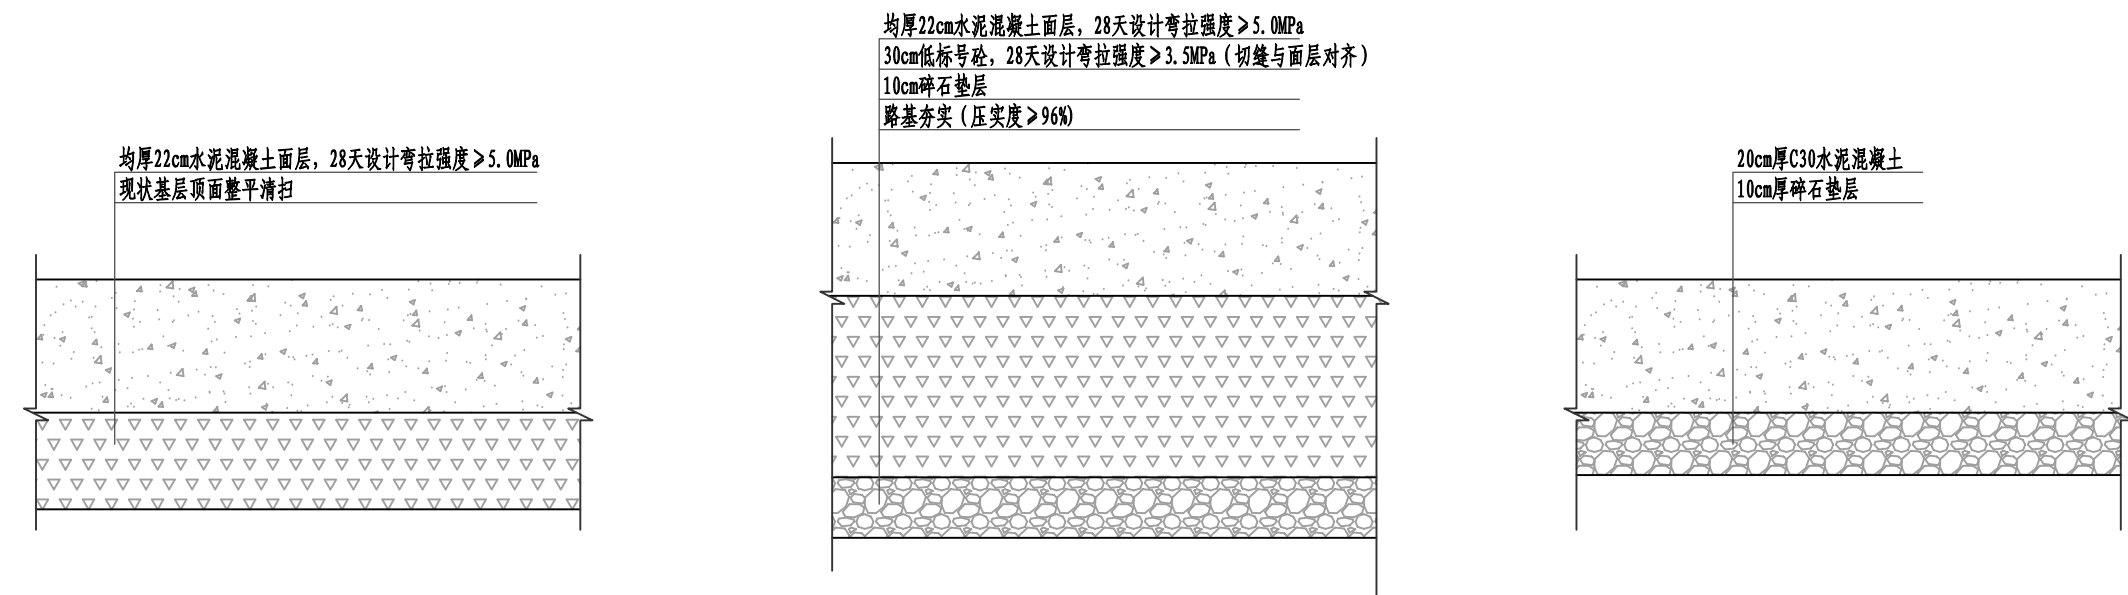 均厚22cm水泥混凝土面层，28天设计弯拉强度≥5.0MPa
现状基层顶面整平清扫
均厚22cm水泥混凝土面层，28天设计弯拉强度≥5.0MPa
30cm低标号砼，28天设计弯拉强度≥3.5MPa（切缝与面层对齐）
10cm碎石垫层
路基夯实（压实度≥96%)
20cm厚C30水泥混凝土
10cm厚碎石垫层